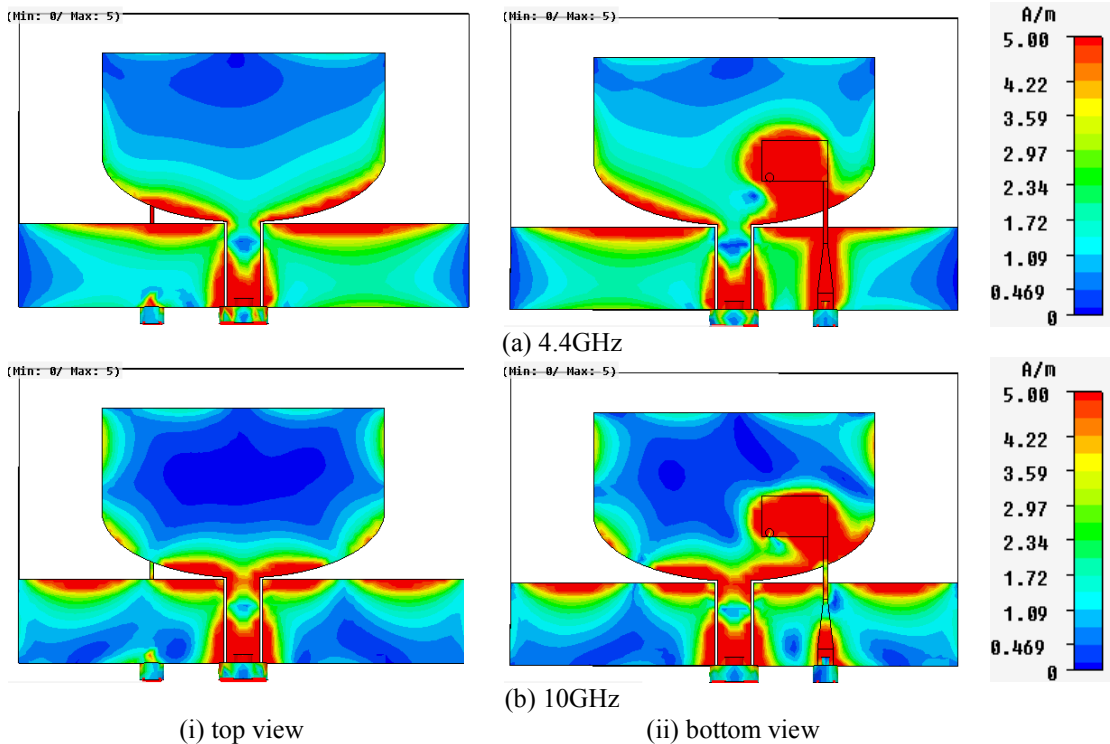 (Min: 0/ Max: 5)
(Min: 0/ Max: 5)
A/m
5.00
4.22
3.59
2.97
2.34
1.72
1.09
0.469
0
(a) 4.4GHz
(Min: 0/ Max: 5)
(Min: 0/ Max: 5)
A/m
5.00
4.22
3.59
2.97
2.34
1.72
1.09
0.469
0
(b) 10GHz
(i) top view
(ii) bottom view